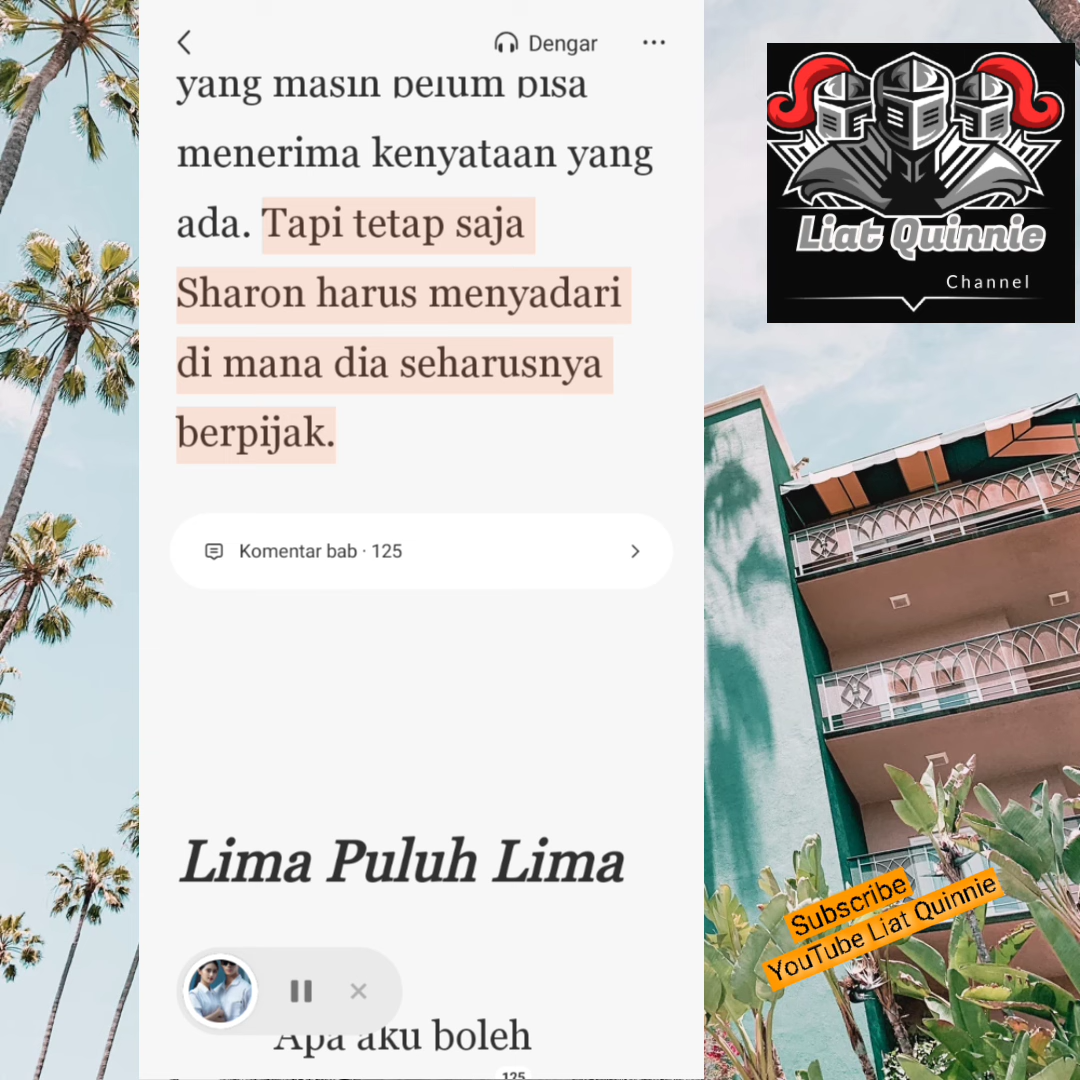 Dengar
yang masih belum bisa
menerima kenyataan yang
ada. Tapi tetap saja
Sharon harus menyadari
di mana dia seharusnya
berpijak.
Komentar bab · 125
Lima Puluh Lima
Apa aku boleh
125
Liat Quinnie
Channel
Subscribe
YouTube Liat Quinnie